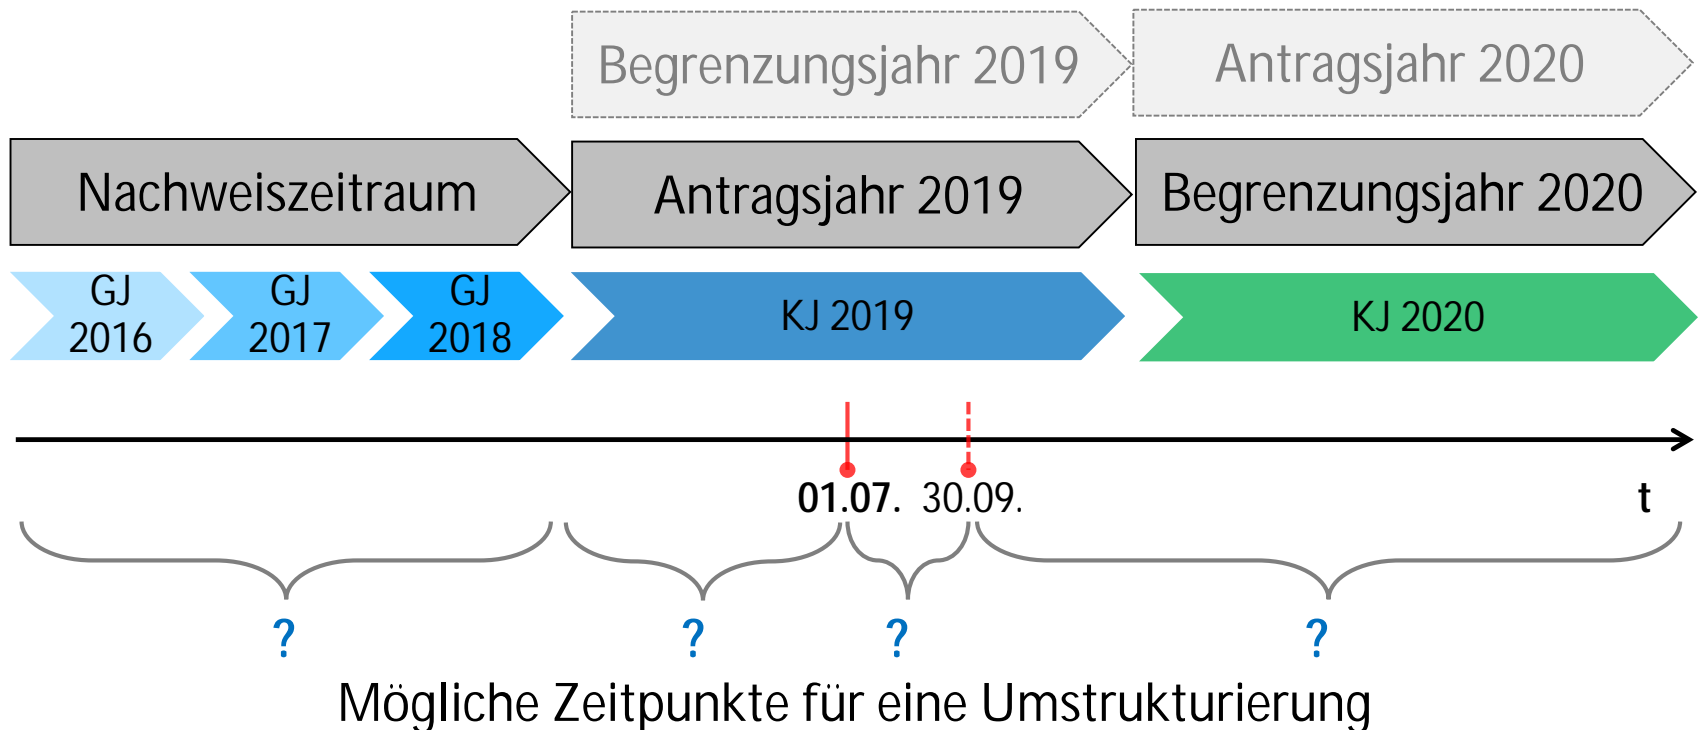 Begrenzungsjahr 2019
Antragsjahr 2020
Nachweiszeitraum
Antragsjahr 2019
Begrenzungsjahr 2020
GJ
2016
GJ
2017
GJ
2018
KJ 2019
KJ 2020
01.07.
30.09.
t
?
?
?
?
Mögliche Zeitpunkte für eine Umstrukturierung